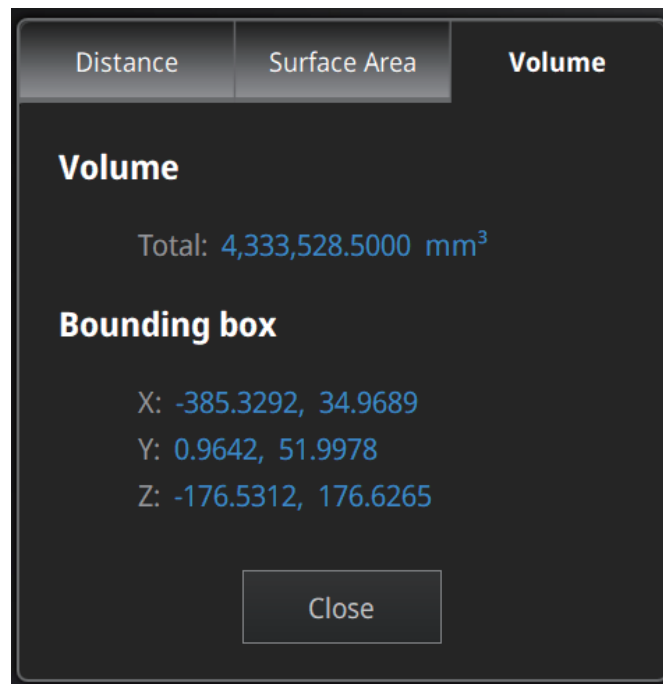 Distance Surface Area Volume
Volume
Total: 4,333,528.5000 mm³
Bounding box
X: -385.3292, 34.9689
Y: 0.9642, 51.9978
Z: -176.5312, 176.6265
Close